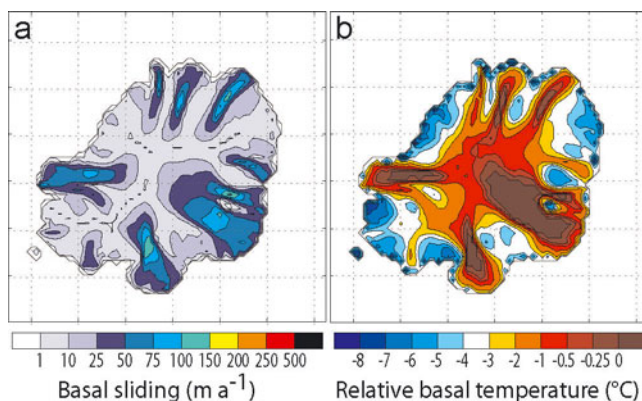 a
b
1 10 25 50 75 100 150 200 250 500
Basal sliding (m a⁻¹)
-8 -7 -6 -5 -4 -3 -2 -1 -0.5 -0.25 0
Relative basal temperature (°C)